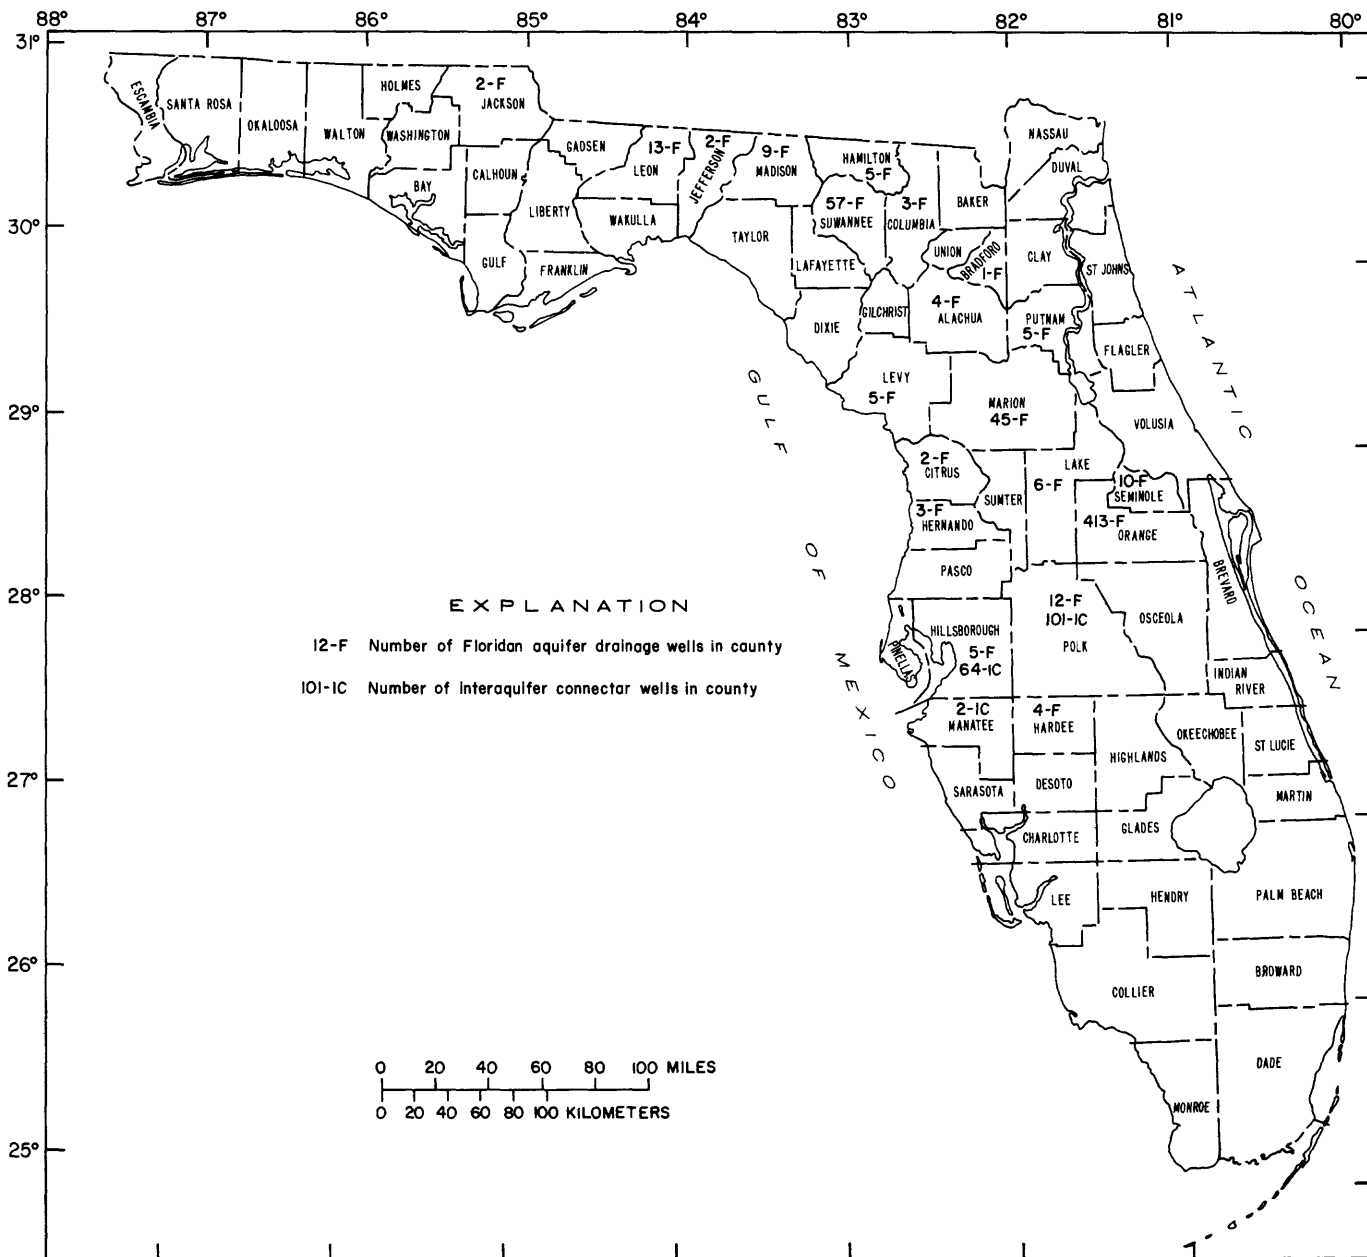 88° 87° 86° 85° 84° 83° 82° 81° 80°
31°
30°
29°
28°
27°
26°
25°
ESCAMBIA
SANTA ROSA
OKALOOSA
WALTON
HOLMES
WASHINGTON
2-F
JACKSON
BAY
CALHOUN
GULF
LIBERTY
GADSEN
FRANKLIN
13-F
LEON
WAKULLA
2-F
JEFFERSON
9-F
MADISON
TAYLOR
HAMILTON
5-F
57-F
SUWANNEE
LAFAYETTE
DIXIE
3-F
COLUMBIA
BAKER
NASSAU
DUVAL
UNION
BRADFORD
1-F
CLAY
ST JOHNS
GILCHRIST
4-F
ALACHUA
PUTNAM
5-F
FLAGLER
LEVY
5-F
MARION
45-F
VOLUSIA
2-F
CITRUS
SUMTER
LAKE
6-F
10-F
SEMINOLE
3-F
HERNANDO
413-F
ORANGE
PASCO
BREVARD
HILLSBOROUGH
5-F
64-IC
PINELLAS
12-F
101-IC
POLK
OSCEOLA
INDIAN
RIVER
2-IC
MANATEE
4-F
HARDEE
HIGHLANDS
OKEECHOBEE
ST LUCIE
SARASOTA
DESOTO
MARTIN
CHARLOTTE
GLADES
LEE
HENDRY
PALM BEACH
BROWARD
COLLIER
DADE
MONROE
GULF OF MEXICO
ATLANTIC OCEAN
EXPLANATION
12-F Number of Floridan aquifer drainage wells in county
101-IC Number of interaquifer connectar wells in county
0 20 40 60 80 100 MILES
0 20 40 60 80 100 KILOMETERS